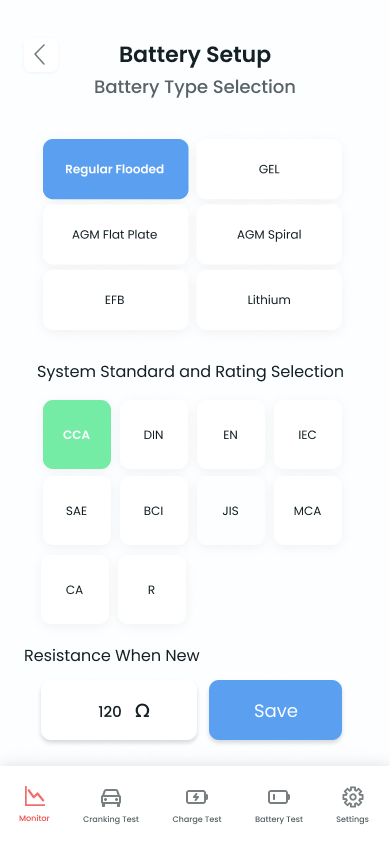 Battery Setup
Battery Type Selection
Regular Flooded
GEL
AGM Flat Plate
AGM Spiral
EFB
Lithium
System Standard and Rating Selection
CCA
DIN
EN
IEC
SAE
BCI
JIS
MCA
CA
R
Resistance When New
120 Ω
Save
Monitor
Cranking Test
Charge Test
Battery Test
Settings